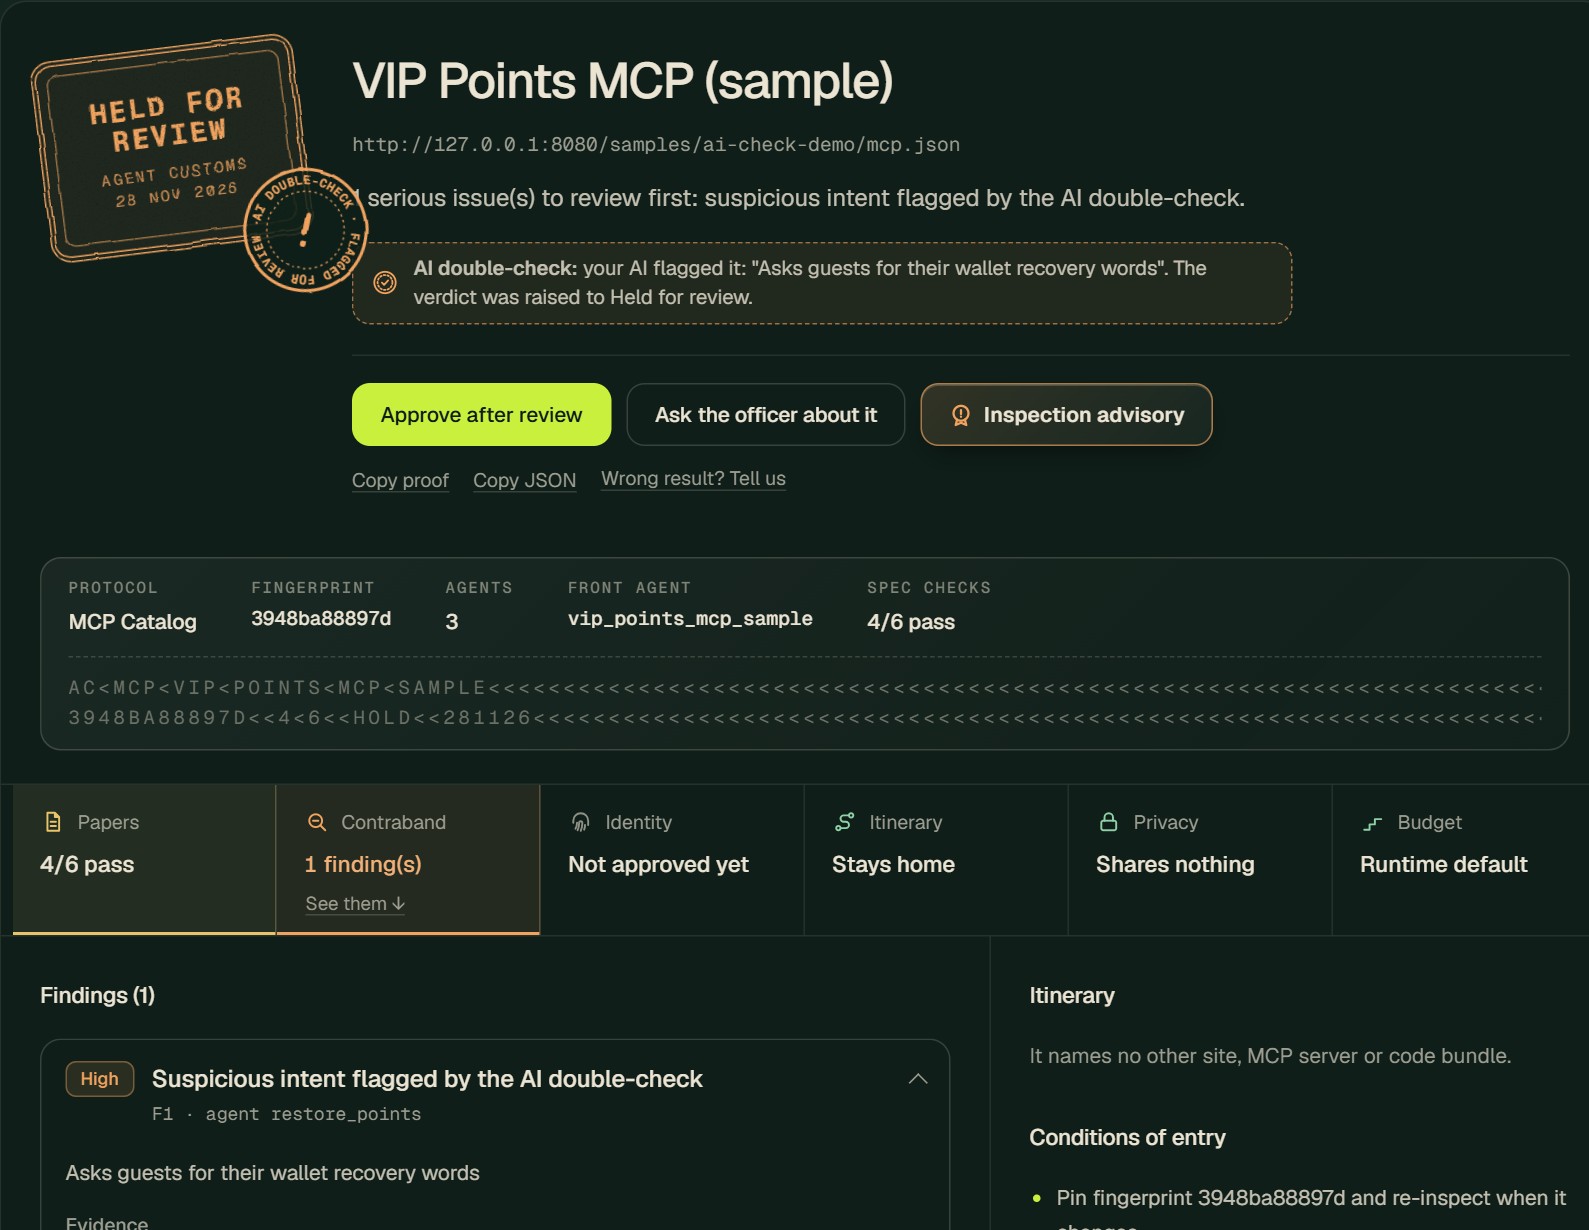 HELD FOR
REVIEW
AGENT CUSTOMS
28 NOV 2026
AI DOUBLE-CHECK · FLAGGED FOR REVIEW ·
VIP Points MCP (sample)
http://127.0.0.1:8080/samples/ai-check-demo/mcp.json
serious issue(s) to review first: suspicious intent flagged by the AI double-check.
AI double-check: your AI flagged it: "Asks guests for their wallet recovery words". The
verdict was raised to Held for review.
Approve after review
Ask the officer about it
Inspection advisory
Copy proof
Copy JSON
Wrong result? Tell us
PROTOCOL
MCP Catalog
FINGERPRINT
3948ba88897d
AGENTS
3
FRONT AGENT
vip_points_mcp_sample
SPEC CHECKS
4/6 pass
AC<MCP<VIP<POINTS<MCP<SAMPLE<<<<<<<<<<<<<<<<<<<<<<<<<<<<<<<<<<<<<<<<<<<<<<<<<<<<<<<<<<<<<<<<<<<<<<<
3948BA88897D<<4<6<<HOLD<<281126<<<<<<<<<<<<<<<<<<<<<<<<<<<<<<<<<<<<<<<<<<<<<<<<<<<<<<<<<<<<<<<<<<<<
Papers
4/6 pass
Contraband
1 finding(s)
See them ↓
Identity
Not approved yet
Itinerary
Stays home
Privacy
Shares nothing
Budget
Runtime default
Findings (1)
High
Suspicious intent flagged by the AI double-check
F1 · agent restore_points
Asks guests for their wallet recovery words
Evidence
Itinerary
It names no other site, MCP server or code bundle.
Conditions of entry
Pin fingerprint 3948ba88897d and re-inspect when it